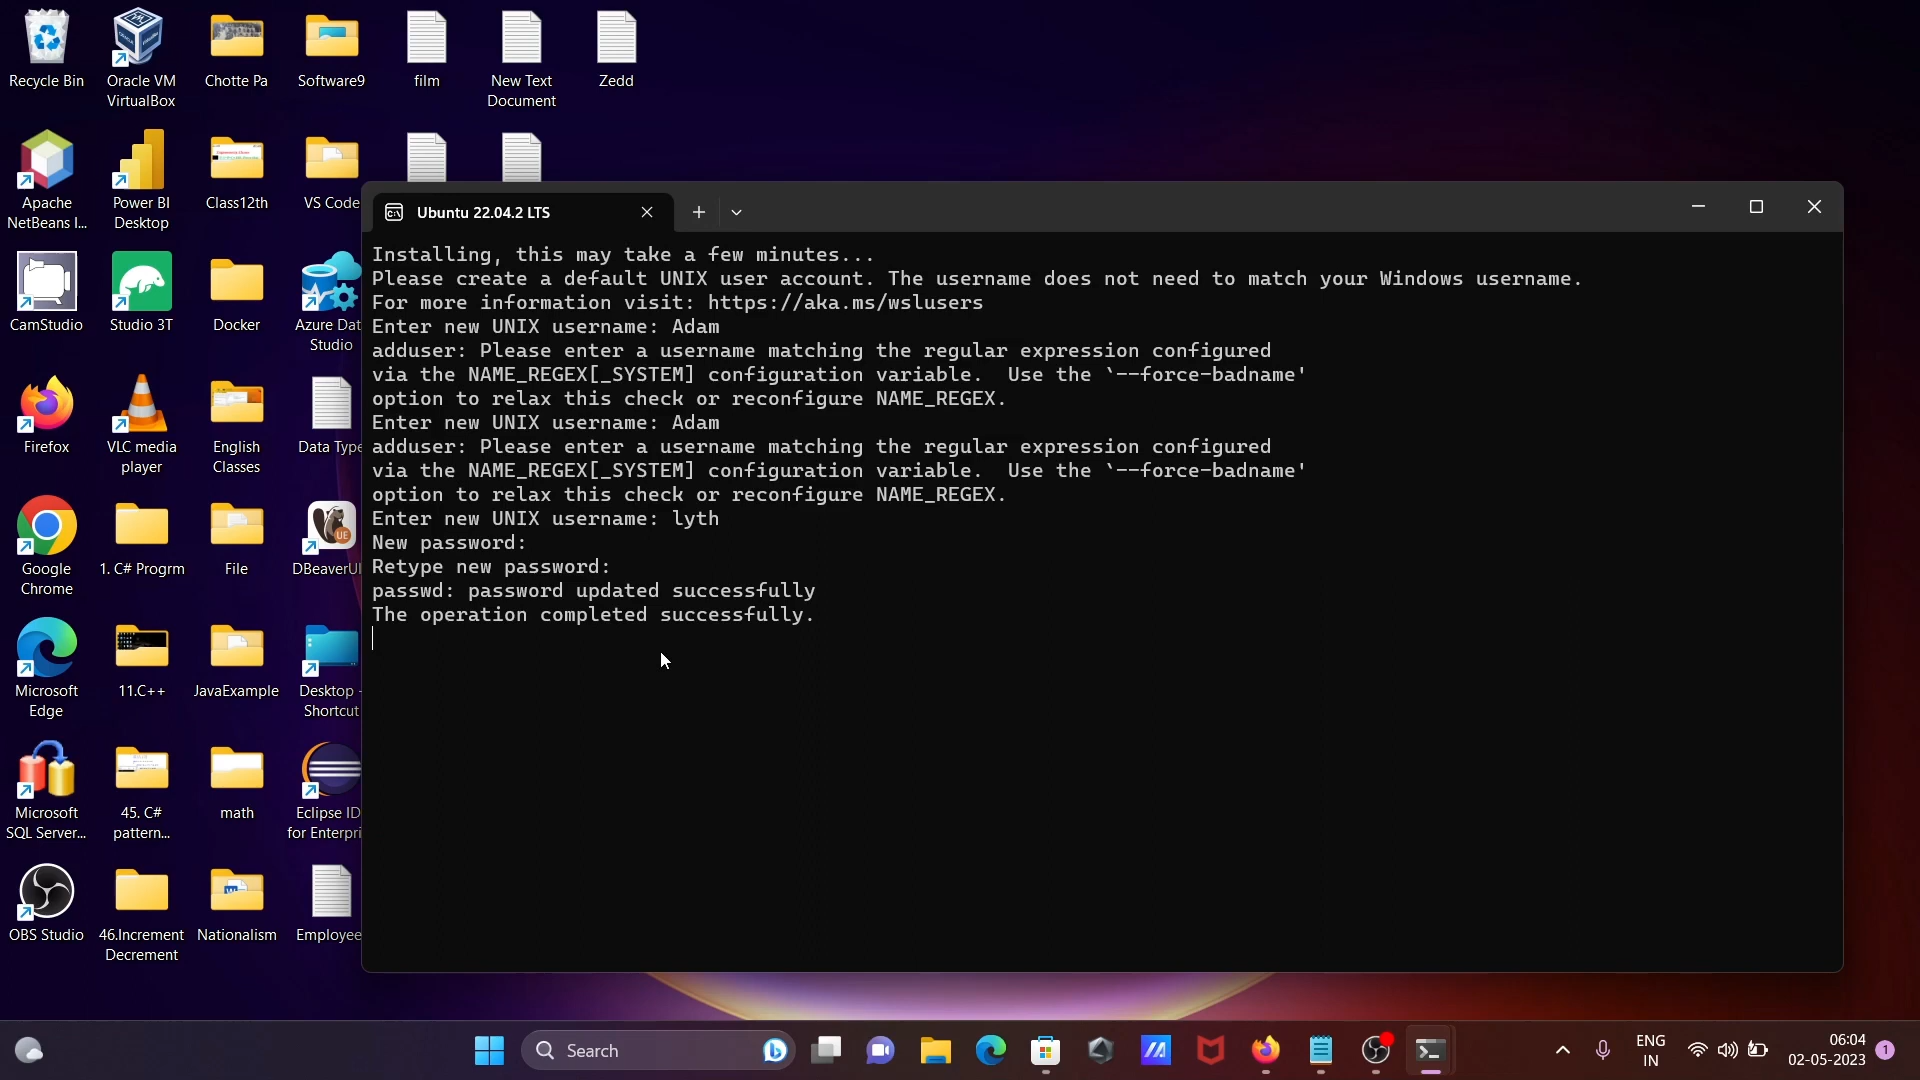 Recycle Bin
Oracle VM
VirtualBox
Chotte Pa
Software9
film
New Text
Document
Zedd
Apache
NetBeans I...
Power BI
Desktop
Class12th
VS Code
CamStudio
Studio 3T
Docker
Azure Dat
Studio
Firefox
VLC media
player
English
Classes
Data Type
Google
Chrome
1. C# Progrm
File
DBeaverUl
UE
Microsoft
Edge
11.C++
JavaExample
Desktop -
Shortcut
Microsoft
SQL Server...
45. C#
pattern...
math
Eclipse ID
for Enterpri
OBS Studio
46.Increment
Decrement
Nationalism
Employee
Ubuntu 22.04.2 LTS
Installing, this may take a few minutes...
Please create a default UNIX user account. The username does not need to match your Windows username.
For more information visit: https://aka.ms/wslusers
Enter new UNIX username: Adam
adduser: Please enter a username matching the regular expression configured
via the NAME_REGEX[_SYSTEM] configuration variable.  Use the `--force-badname'
option to relax this check or reconfigure NAME_REGEX.
Enter new UNIX username: Adam
adduser: Please enter a username matching the regular expression configured
via the NAME_REGEX[_SYSTEM] configuration variable.  Use the `--force-badname'
option to relax this check or reconfigure NAME_REGEX.
Enter new UNIX username: lyth
New password:
Retype new password:
passwd: password updated successfully
The operation completed successfully.
Search
ENG
IN
06:04
02-05-2023
1